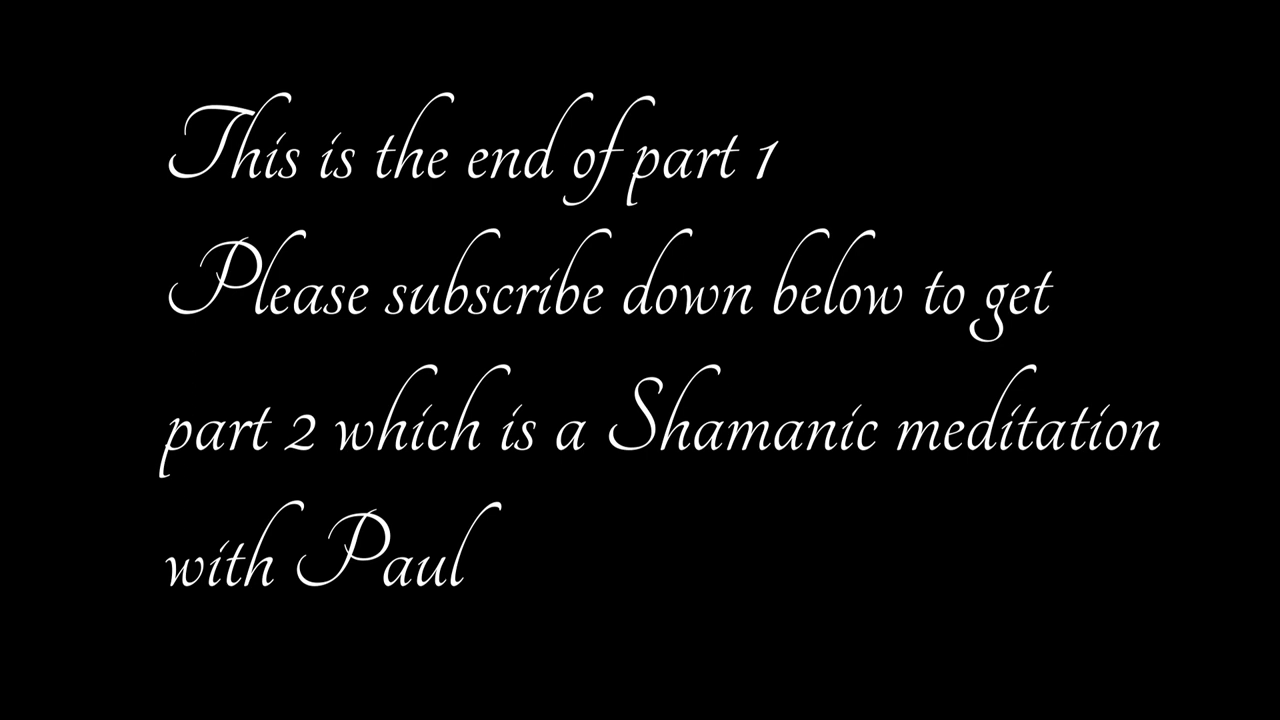 This is the end of part 1
Please subscribe down below to get
part 2 which is a Shamanic meditation
with Paul